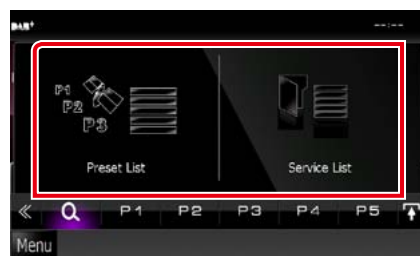 DAB+ --:--
P1
P2
P3
Preset List Service List
P1 P2 P3 P4 P5
Menu